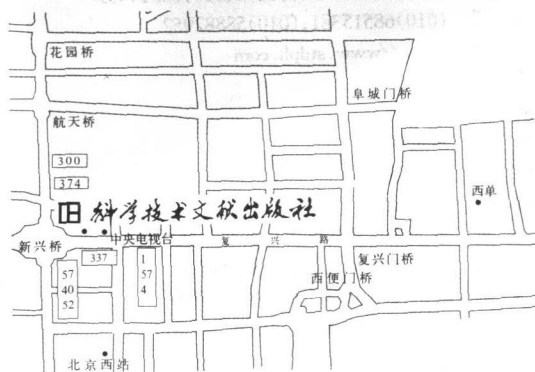 花园桥
阜城门桥
航天桥
300
374
西单
科学技术文献出版社
新兴桥
中央电视台
复兴路
337
57
40
52
1
57
4
复兴门桥
西便门桥
北京西站